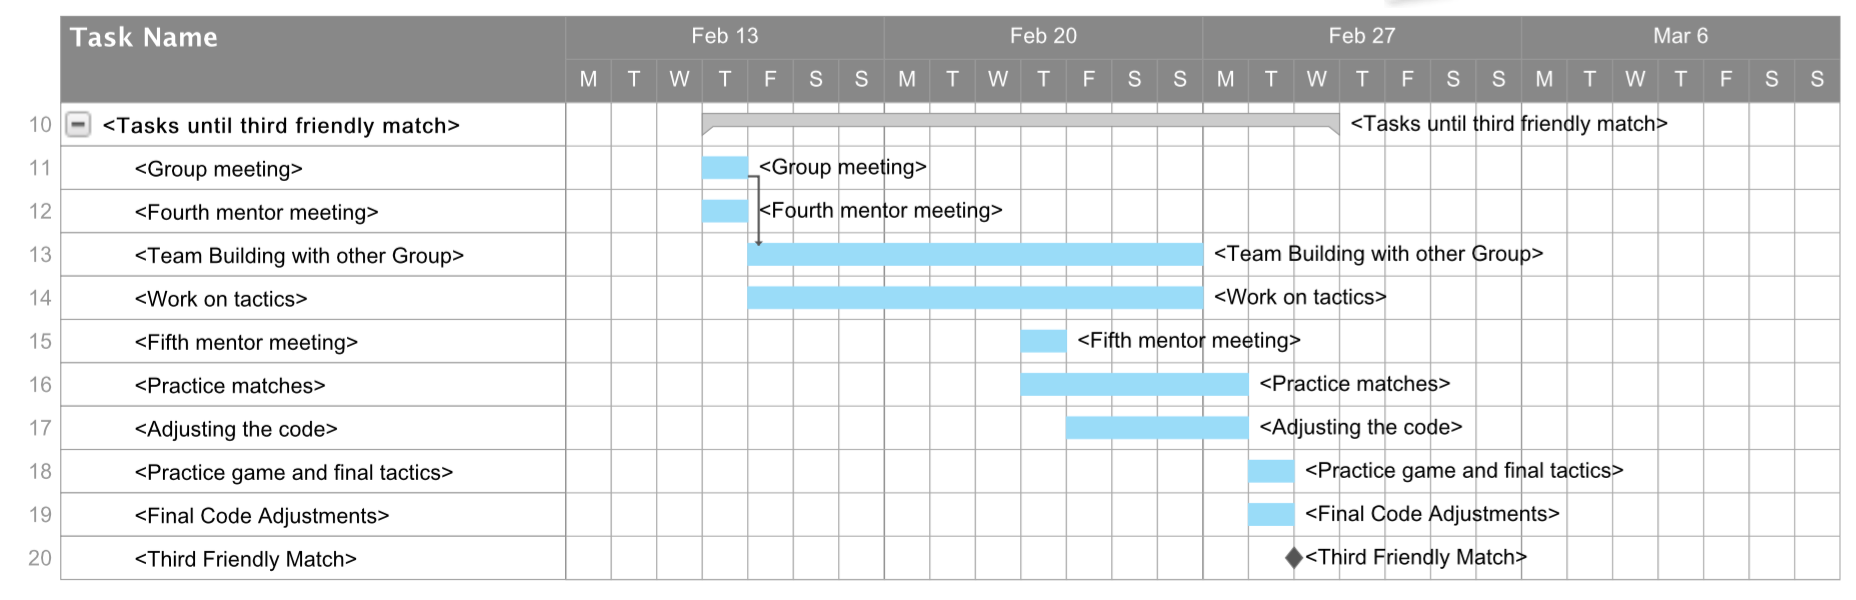 Task Name Feb 13 Feb 20 Feb 27 Mar 6
M T W T F S S M T W T F S S M T W T F S S M T W T F S S
10 <Tasks until third friendly match> <Tasks until third friendly match>
11 <Group meeting> <Group meeting>
12 <Fourth mentor meeting> <Fourth mentor meeting>
13 <Team Building with other Group> <Team Building with other Group>
14 <Work on tactics> <Work on tactics>
15 <Fifth mentor meeting> <Fifth mentor meeting>
16 <Practice matches> <Practice matches>
17 <Adjusting the code> <Adjusting the code>
18 <Practice game and final tactics> <Practice game and final tactics>
19 <Final Code Adjustments> <Final Code Adjustments>
20 <Third Friendly Match> <Third Friendly Match>